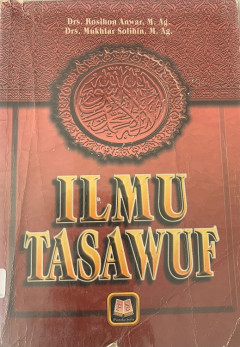 Drs. Rosihon Anwar, M. Ag.
Drs. Mukhtar Solihin, M. Ag.
ILMU
TASAWUF